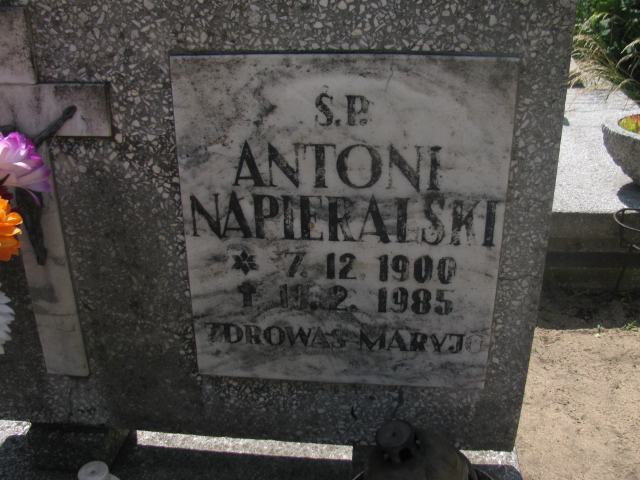 Ś.P.
ANTONI
NAPIERALSKI
* 7. 12. 1900
† 11. 2. 1985
ZDROWAŚ MARYJO